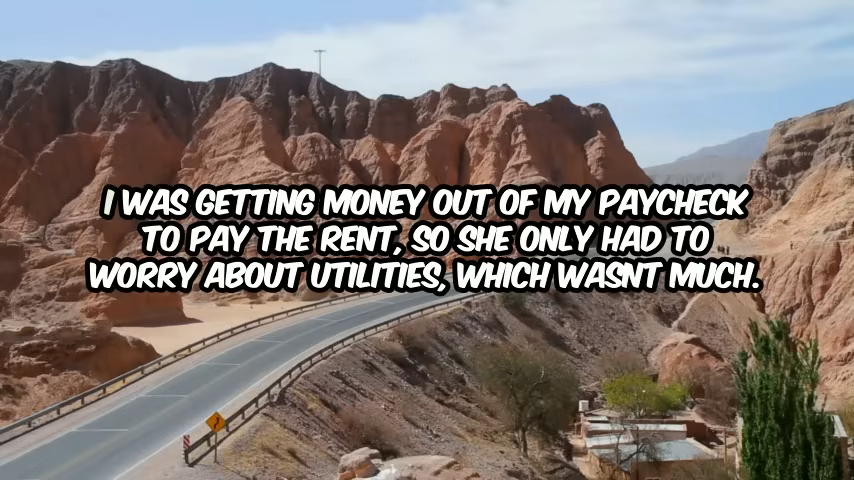 I WAS GETTING MONEY OUT OF MY PAYCHECK
TO PAY THE RENT, SO SHE ONLY HAD TO
WORRY ABOUT UTILITIES, WHICH WASNT MUCH.